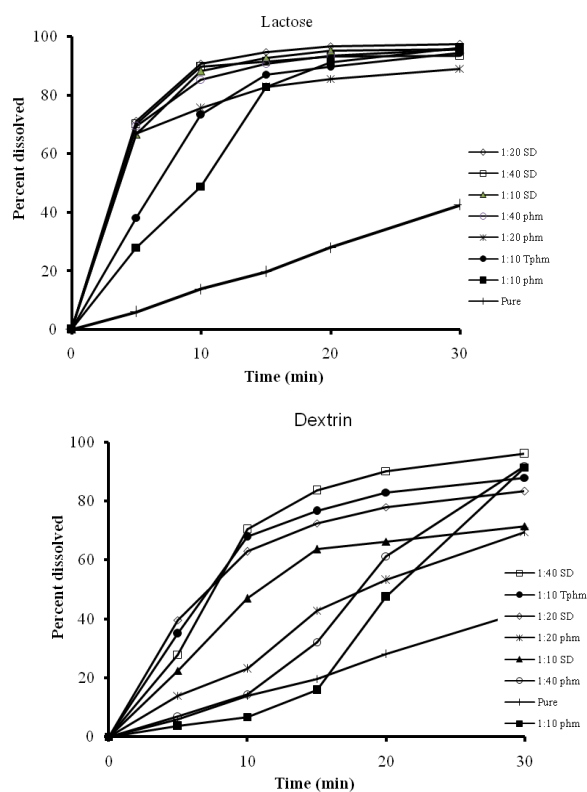 Lactose
100
80
60
40
20
0
Percent dissolved
0 10 20 30
Time (min)
1:20 SD
1:40 SD
1:10 SD
1:40 phm
1:20 phm
1:10 Tphm
1:10 phm
Pure
Dextrin
100
80
60
40
20
0
Percent dissolved
0 10 20 30
Time (min)
1:40 SD
1:10 Tphm
1:20 SD
1:20 phm
1:10 SD
1:40 phm
Pure
1:10 phm